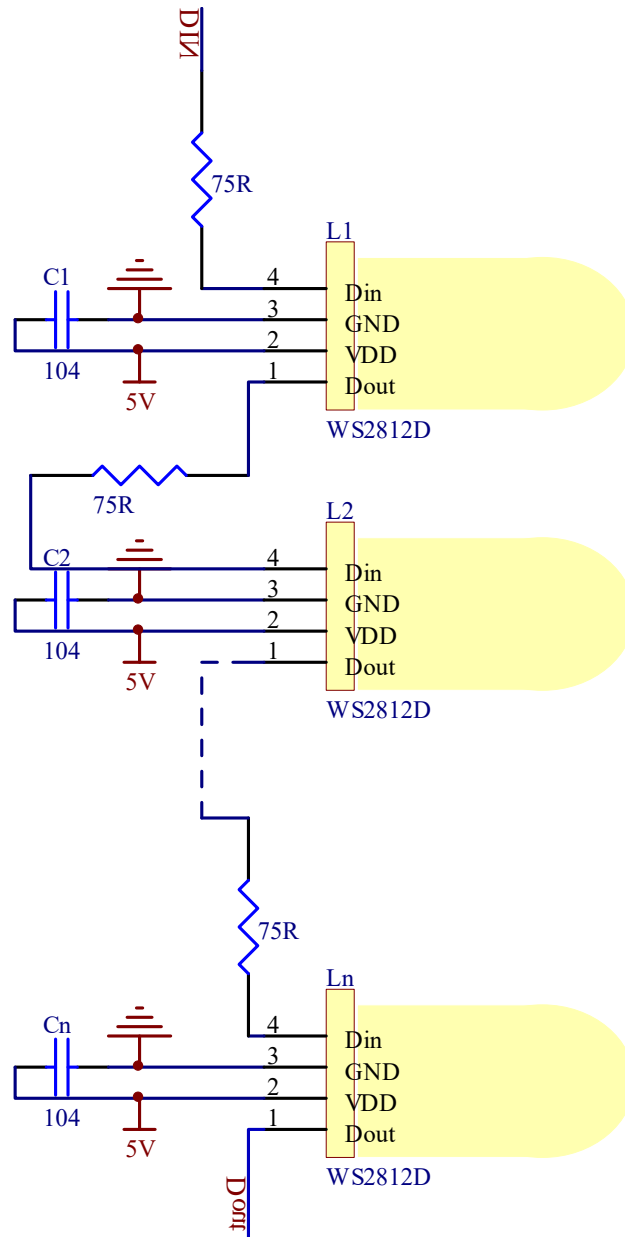 DIN
75R
L1
C1
104
5V
4
3
2
1
Din
GND
VDD
Dout
WS2812D
75R
L2
C2
104
5V
4
3
2
1
Din
GND
VDD
Dout
WS2812D
75R
Ln
Cn
104
5V
4
3
2
1
Din
GND
VDD
Dout
WS2812D
Dout